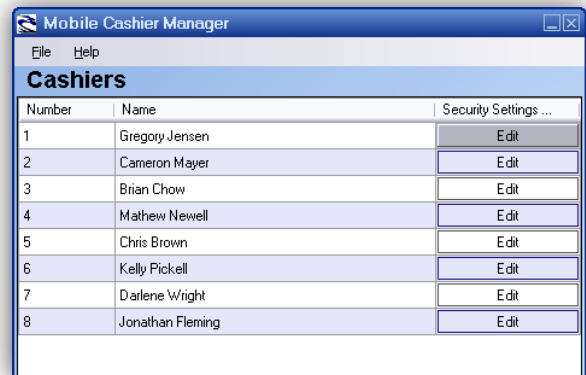 Mobile Cashier Manager
File Help
Cashiers
Number Name Security Settings ...
1 Gregory Jensen Edit
2 Cameron Mayer Edit
3 Brian Chow Edit
4 Mathew Newell Edit
5 Chris Brown Edit
6 Kelly Pickell Edit
7 Darlene Wright Edit
8 Jonathan Fleming Edit